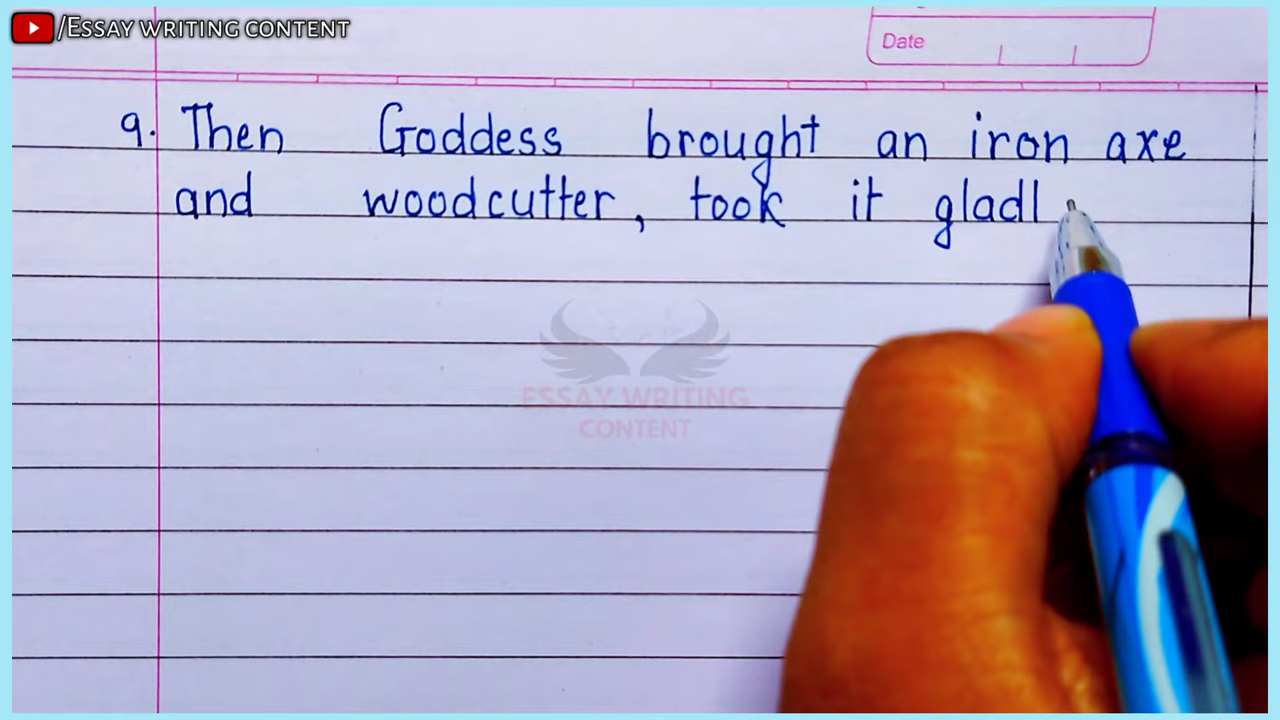 /ESSAY WRITING CONTENT
Date
9. Then Goddess brought an iron axe
and woodcutter, took it gladl
ESSAY WRITING
CONTENT